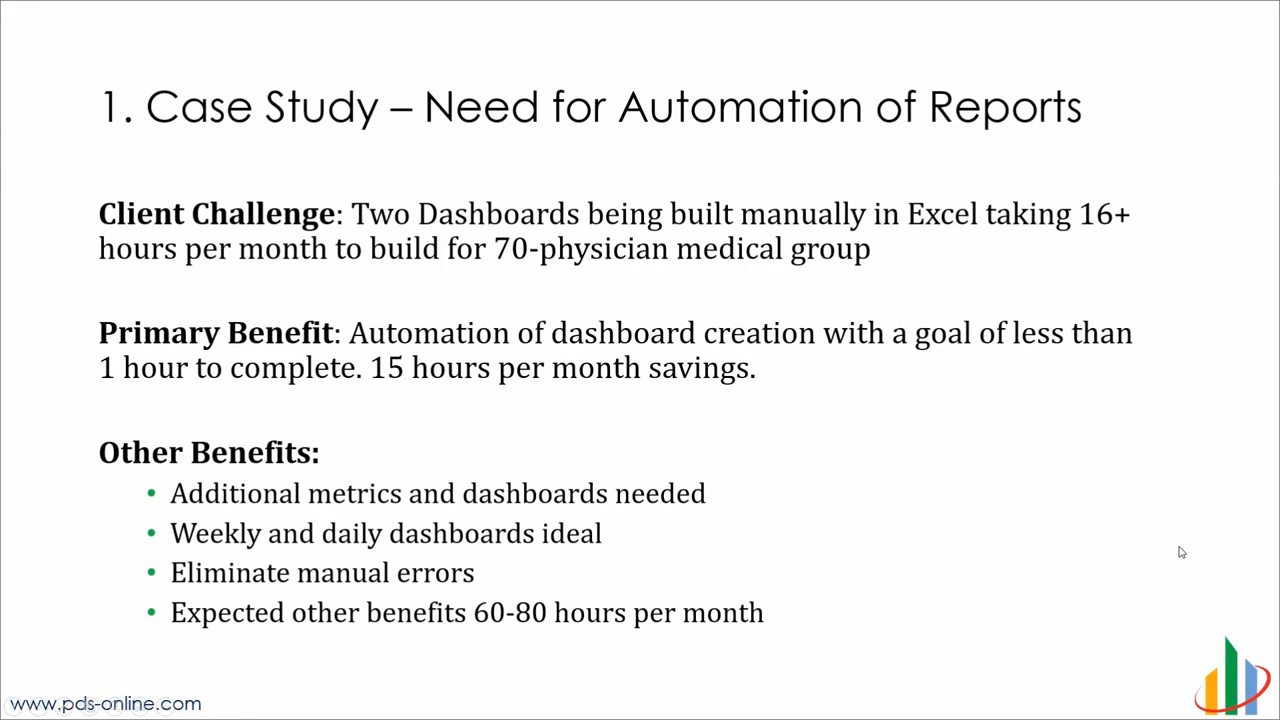 1. Case Study – Need for Automation of Reports
Client Challenge: Two Dashboards being built manually in Excel taking 16+
hours per month to build for 70-physician medical group
Primary Benefit: Automation of dashboard creation with a goal of less than
1 hour to complete. 15 hours per month savings.
Other Benefits:
• Additional metrics and dashboards needed
• Weekly and daily dashboards ideal
• Eliminate manual errors
• Expected other benefits 60-80 hours per month
www.pds-online.com